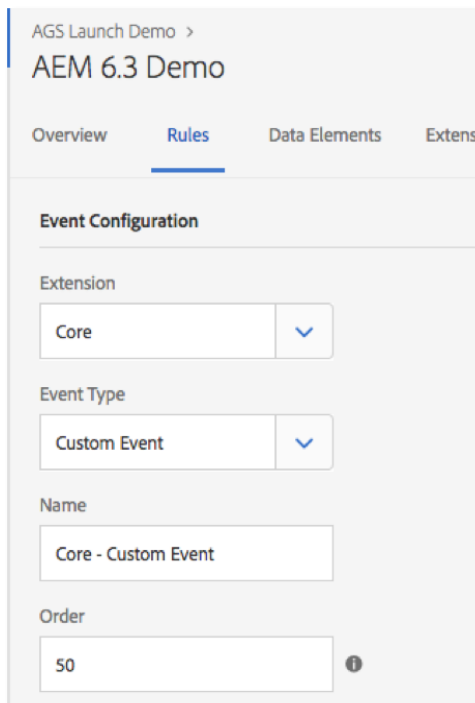 AGS Launch Demo >
AEM 6.3 Demo
Overview Rules Data Elements Extens
Event Configuration
Extension
Core
Event Type
Custom Event
Name
Core - Custom Event
Order
50